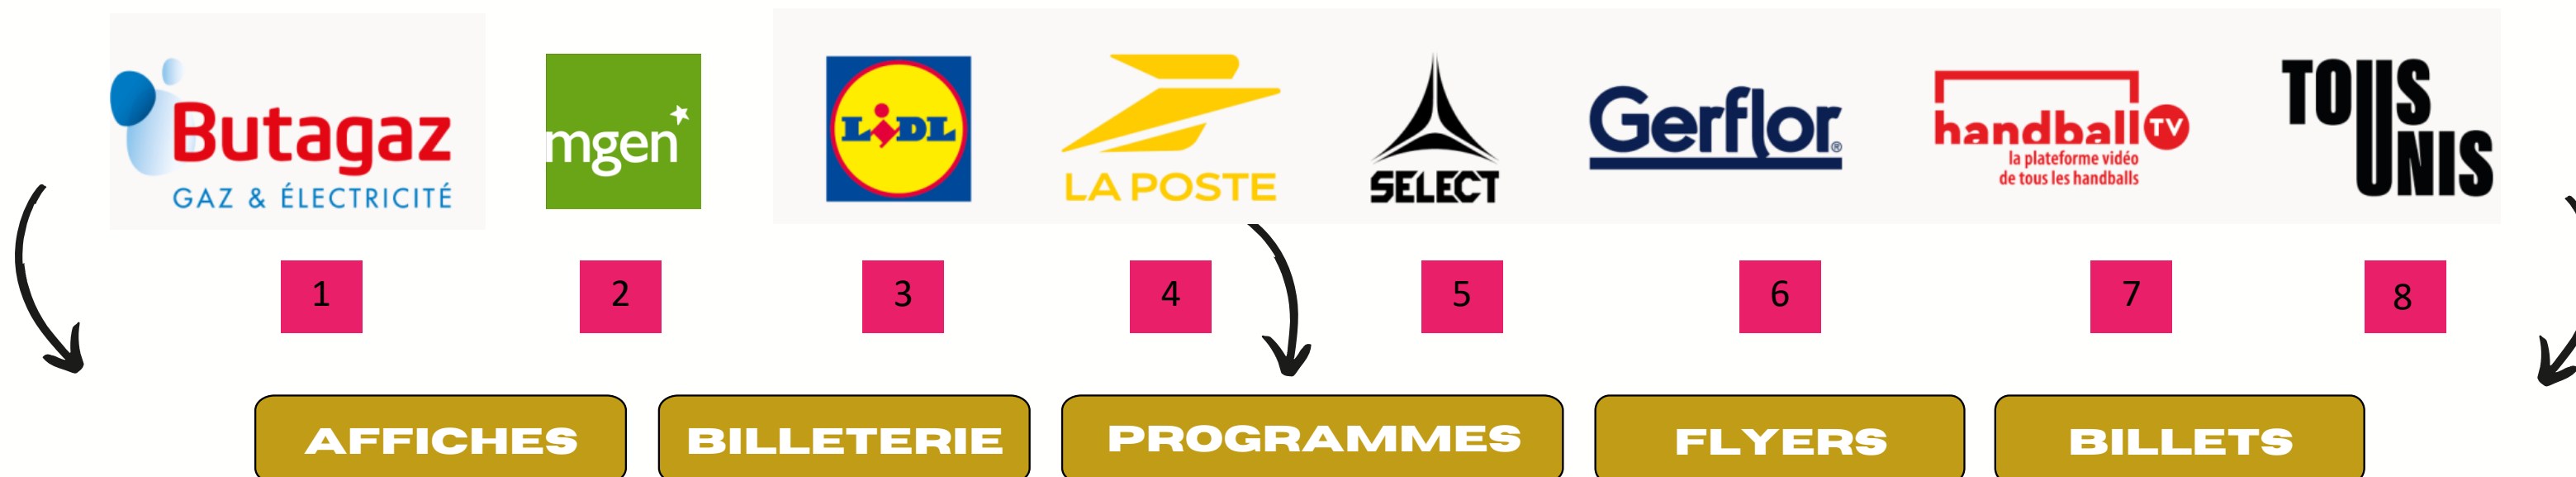 Butagaz
GAZ & ÉLECTRICITÉ
mgen
LIDL
LA POSTE
SELECT
Gerflor®
handball TV
la plateforme vidéo
de tous les handballs
TOUS
UNIS
1 2 3 4 5 6 7 8
AFFICHES BILLETERIE PROGRAMMES FLYERS BILLETS